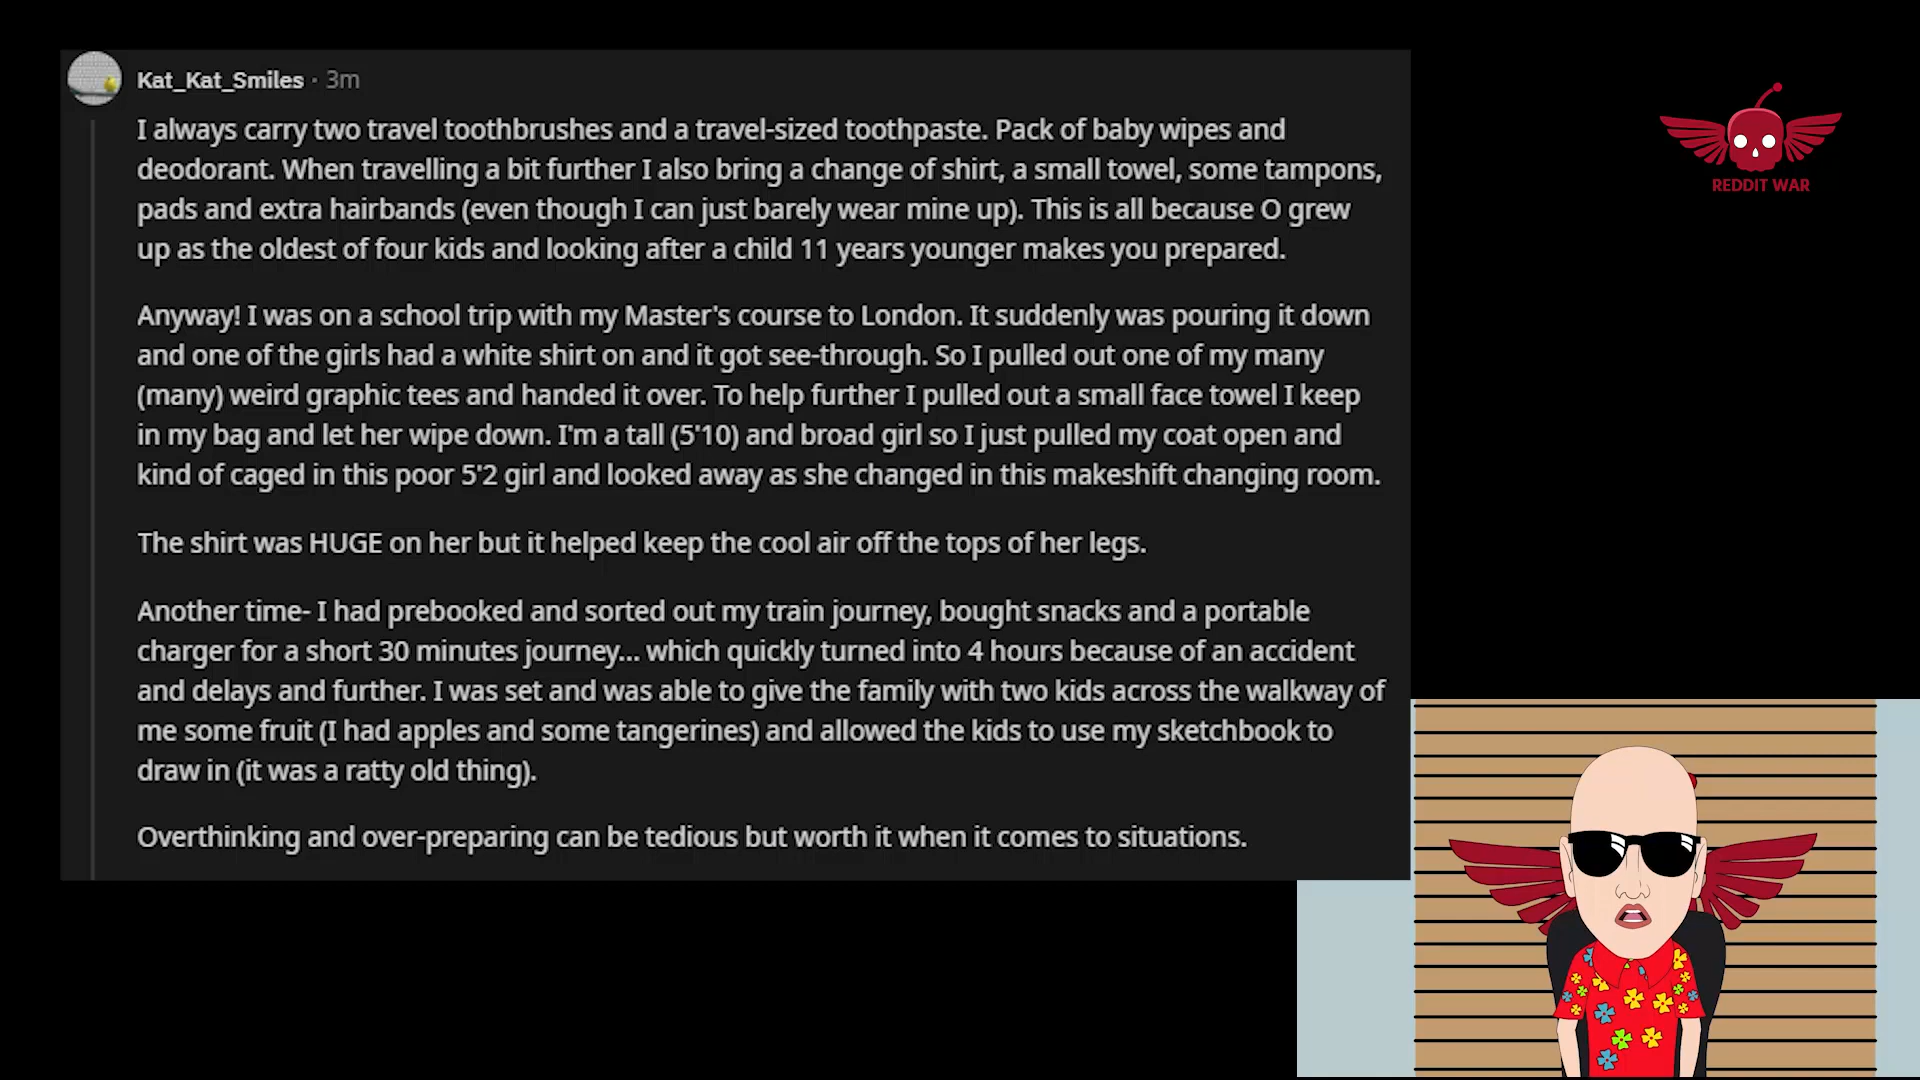 Kat_Kat_Smiles · 3m
I always carry two travel toothbrushes and a travel-sized toothpaste. Pack of baby wipes and
deodorant. When travelling a bit further I also bring a change of shirt, a small towel, some tampons,
pads and extra hairbands (even though I can just barely wear mine up). This is all because O grew
up as the oldest of four kids and looking after a child 11 years younger makes you prepared.
Anyway! I was on a school trip with my Master's course to London. It suddenly was pouring it down
and one of the girls had a white shirt on and it got see-through. So I pulled out one of my many
(many) weird graphic tees and handed it over. To help further I pulled out a small face towel I keep
in my bag and let her wipe down. I'm a tall (5'10) and broad girl so I just pulled my coat open and
kind of caged in this poor 5'2 girl and looked away as she changed in this makeshift changing room.
The shirt was HUGE on her but it helped keep the cool air off the tops of her legs.
Another time- I had prebooked and sorted out my train journey, bought snacks and a portable
charger for a short 30 minutes journey... which quickly turned into 4 hours because of an accident
and delays and further. I was set and was able to give the family with two kids across the walkway of
me some fruit (I had apples and some tangerines) and allowed the kids to use my sketchbook to
draw in (it was a ratty old thing).
Overthinking and over-preparing can be tedious but worth it when it comes to situations.
REDDIT WAR